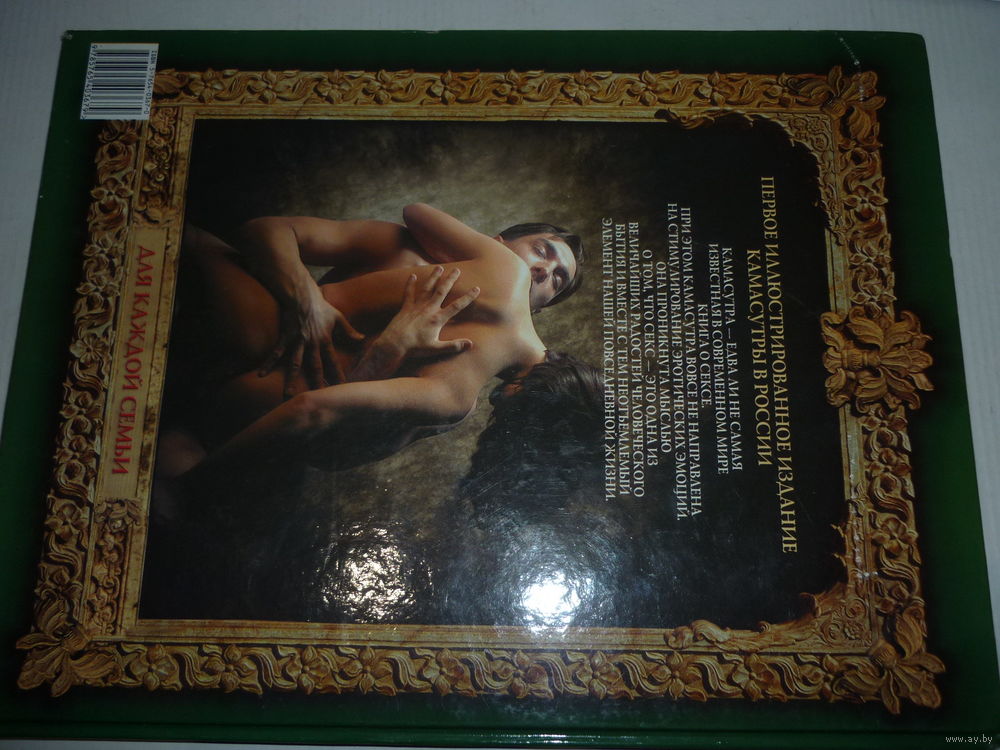 ПЕРВОЕ ИЛЛЮСТРИРОВАННОЕ ИЗДАНИЕ
КАМАСУТРЫ В РОССИИ
КАМАСУТРА — ЕДВА ЛИ НЕ САМАЯ
ИЗВЕСТНАЯ В СОВРЕМЕННОМ МИРЕ
КНИГА О СЕКСЕ.
ПРИ ЭТОМ КАМАСУТРА ВОВСЕ НЕ НАПРАВЛЕНА
НА СТИМУЛИРОВАНИЕ ЭРОТИЧЕСКИХ ЭМОЦИЙ.
ОНА ПРОНИКНУТА МЫСЛЬЮ
О ТОМ, ЧТО СЕКС — ЭТО ОДНА ИЗ
ВЕЛИЧАЙШИХ РАДОСТЕЙ ЧЕЛОВЕЧЕСКОГО
БЫТИЯ И ВМЕСТЕ С ТЕМ НЕОТЪЕМЛЕМЫЙ
ЭЛЕМЕНТ НАШЕЙ ПОВСЕДНЕВНОЙ ЖИЗНИ.
ДЛЯ КАЖДОЙ СЕМЬИ
www.ay.by